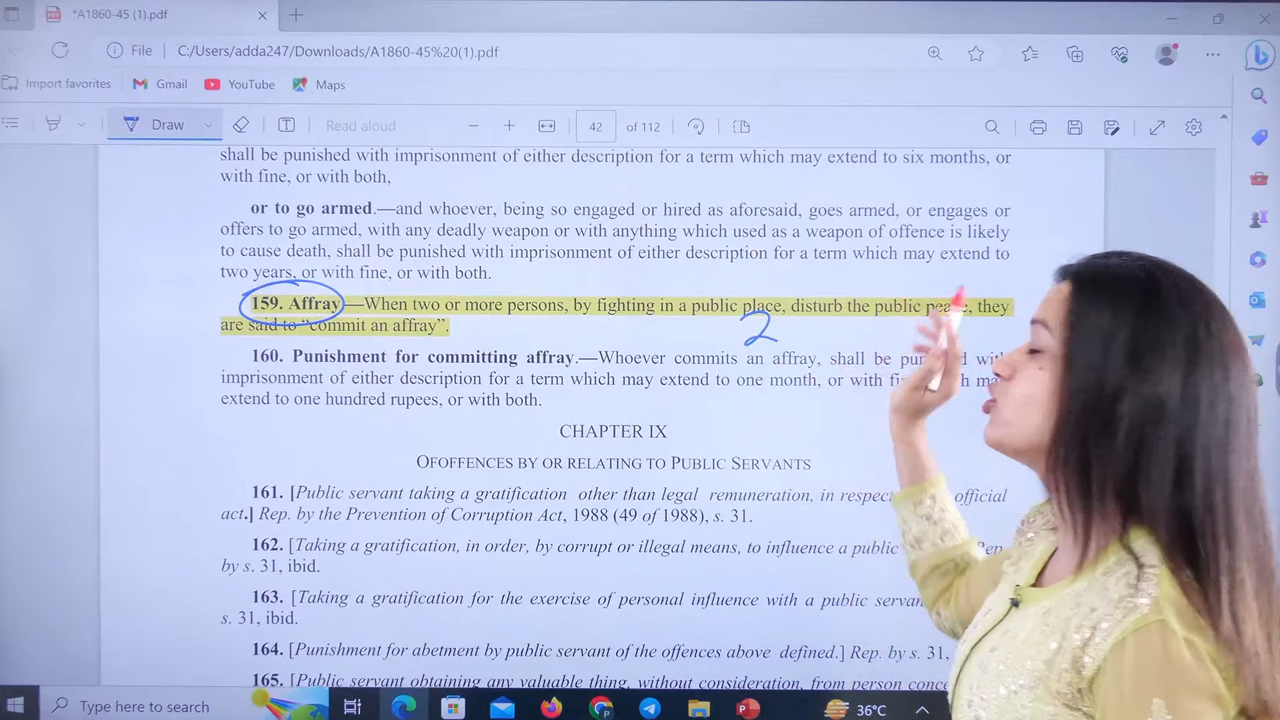 *A1860-45 (1).pdf
File
C:/Users/adda247/Downloads/A1860-45%20(1).pdf
Import favorites
Gmail
YouTube
Maps
Draw
Read aloud
42
of 112
shall be punished with imprisonment of either description for a term which may extend to six months, or
with fine, or with both,
or to go armed.—and whoever, being so engaged or hired as aforesaid, goes armed, or engages or
offers to go armed, with any deadly weapon or with anything which used as a weapon of offence is likely
to cause death, shall be punished with imprisonment of either description for a term which may extend to
two years, or with fine, or with both.
159. Affray—When two or more persons, by fighting in a public place, disturb the public peace, they
are said to “commit an affray”.
2
160. Punishment for committing affray.—Whoever commits an affray, shall be
imprisonment of either description for a term which may extend to one month, or with
extend to one hundred rupees, or with both.
CHAPTER IX
OFOFFENCES BY OR RELATING TO PUBLIC SERVANTS
161. [Public servant taking a gratification other than legal remuneration, in respect official
act.] Rep. by the Prevention of Corruption Act, 1988 (49 of 1988), s. 31.
162. [Taking a gratification, in order, by corrupt or illegal means, to influence a public
by s. 31, ibid.
163. [Taking a gratification for the exercise of personal influence with a public
s. 31, ibid.
164. [Punishment for abetment by public servant of the offences above defined.] Rep. by s. 31,
165. [Public servant obtaining any valuable thing, without consideration, from person
Type here to search
36°C